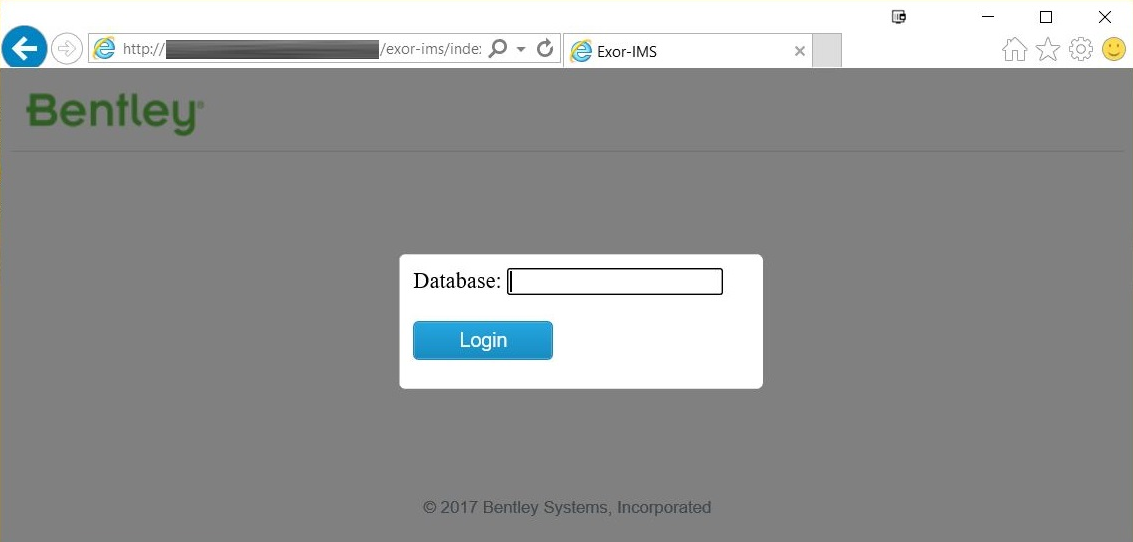 http:// /exor-ims/inde:
Exor-IMS
Bentley®
Database:
Login
© 2017 Bentley Systems, Incorporated